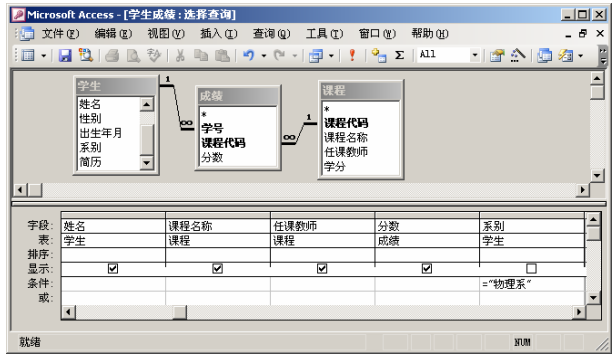 Microsoft Access - [学生成绩 : 选择查询]
文件(F) 编辑(E) 视图(V) 插入(I) 查询(Q) 工具(T) 窗口(W) 帮助(H)
Σ All
学生
姓名
性别
出生年月
系别
简历
1
∞
成绩
*
学号
课程代码
分数
∞
1
课程
*
课程代码
课程名称
任课教师
学分
字段: 姓名 课程名称 任课教师 分数 系别
表: 学生 课程 课程 成绩 学生
排序:
显示:
条件: ="物理系"
或:
就绪 NUM